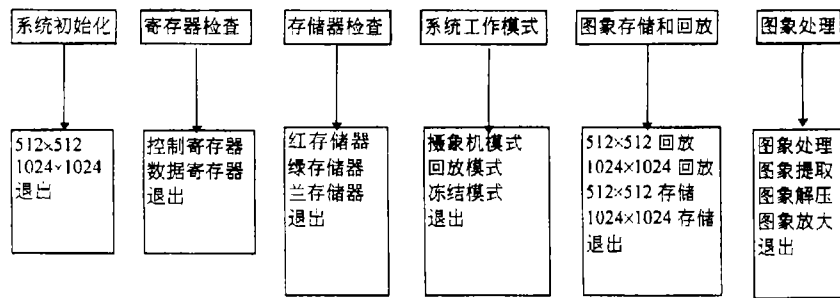 系统初始化
寄存器检查
存储器检查
系统工作模式
图象存储和回放
图象处理
512×512
1024×1024
退出
控制寄存器
数据寄存器
退出
红存储器
绿存储器
兰存储器
退出
摄象机模式
回放模式
冻结模式
退出
512×512 回放
1024×1024 回放
512×512 存储
1024×1024 存储
退出
图象处理
图象提取
图象解压
图象放大
退出